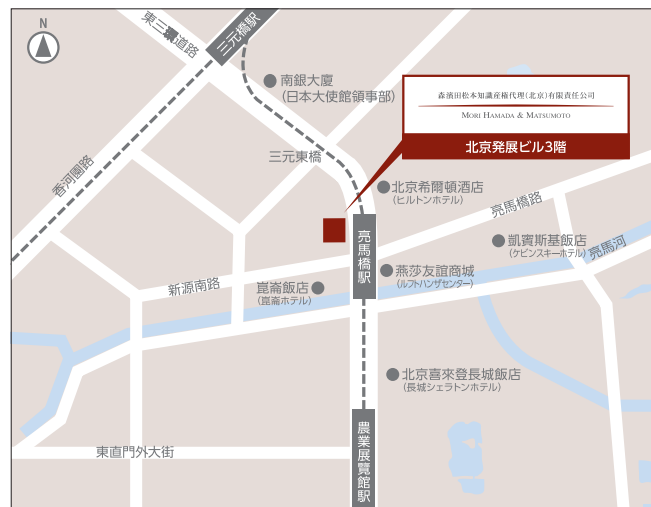 N
東三環道路
三元橋駅
南銀大廈
(日本大使館領事部)
森濱田松本知識産権代理(北京)有限責任公司
MORI HAMADA & MATSUMOTO
北京発展ビル3階
三元東橋
香河園路
北京希爾頓酒店
(ヒルトンホテル)
亮馬橋路
亮馬橋駅
凱賓斯基飯店
(ケピンスキーホテル)
亮馬河
燕莎友誼商城
(ルフトハンザセンター)
新源南路
崑崙飯店
(崑崙ホテル)
北京喜來登長城飯店
(長城シェラトンホテル)
農業展覧館駅
東直門外大街